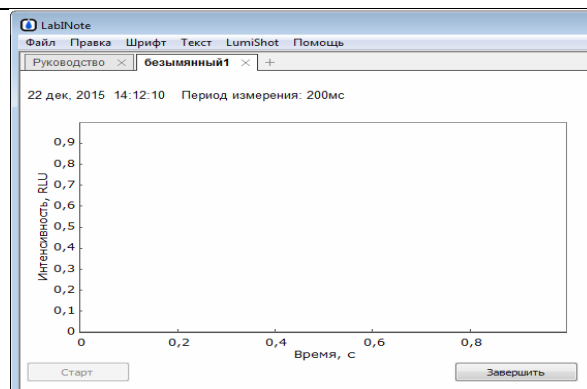 LabINote
Файл Правка Шрифт Текст LumiShot Помощь
Руководство × безымянный1 × +
22 дек, 2015 14:12:10 Период измерения: 200мс
Интенсивность, RLU
0,9
0,8
0,7
0,6
0,5
0,4
0,3
0,2
0,1
0
0 0,2 0,4 0,6 0,8
Время, с
Старт Завершить